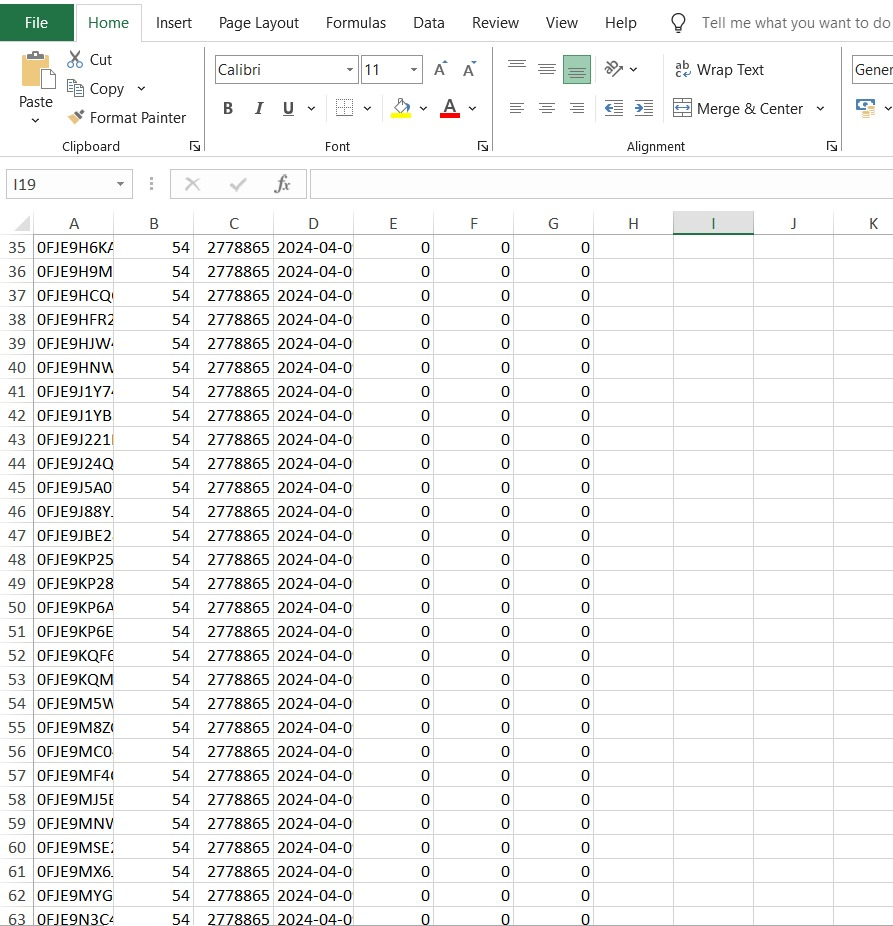 File Home Insert Page Layout Formulas Data Review View Help Tell me what you want to do
Cut
Copy
Format Painter
Paste
Calibri 11 A A
B I U A
ab c Wrap Text
Merge & Center
Gener
Clipboard Font Alignment
I19 fx
A B C D E F G H I J K
35 0FJE9H6KA 54 2778865 2024-04-0 0 0 0
36 0FJE9H9M 54 2778865 2024-04-0 0 0 0
37 0FJE9HCQ 54 2778865 2024-04-0 0 0 0
38 0FJE9HFR2 54 2778865 2024-04-0 0 0 0
39 0FJE9HJW 54 2778865 2024-04-0 0 0 0
40 0FJE9HNW 54 2778865 2024-04-0 0 0 0
41 0FJE9J1Y7 54 2778865 2024-04-0 0 0 0
42 0FJE9J1YB 54 2778865 2024-04-0 0 0 0
43 0FJE9J221 54 2778865 2024-04-0 0 0 0
44 0FJE9J24Q 54 2778865 2024-04-0 0 0 0
45 0FJE9J5A0 54 2778865 2024-04-0 0 0 0
46 0FJE9J88Y 54 2778865 2024-04-0 0 0 0
47 0FJE9JBE2 54 2778865 2024-04-0 0 0 0
48 0FJE9KP25 54 2778865 2024-04-0 0 0 0
49 0FJE9KP28 54 2778865 2024-04-0 0 0 0
50 0FJE9KP6A 54 2778865 2024-04-0 0 0 0
51 0FJE9KP6E 54 2778865 2024-04-0 0 0 0
52 0FJE9KQF6 54 2778865 2024-04-0 0 0 0
53 0FJE9KQM 54 2778865 2024-04-0 0 0 0
54 0FJE9M5W 54 2778865 2024-04-0 0 0 0
55 0FJE9M8Z 54 2778865 2024-04-0 0 0 0
56 0FJE9MC0 54 2778865 2024-04-0 0 0 0
57 0FJE9MF4 54 2778865 2024-04-0 0 0 0
58 0FJE9MJ5 54 2778865 2024-04-0 0 0 0
59 0FJE9MN 54 2778865 2024-04-0 0 0 0
60 0FJE9MSE 54 2778865 2024-04-0 0 0 0
61 0FJE9MX6 54 2778865 2024-04-0 0 0 0
62 0FJE9MYG 54 2778865 2024-04-0 0 0 0
63 0FJE9N3C4 54 2778865 2024-04-0 0 0 0